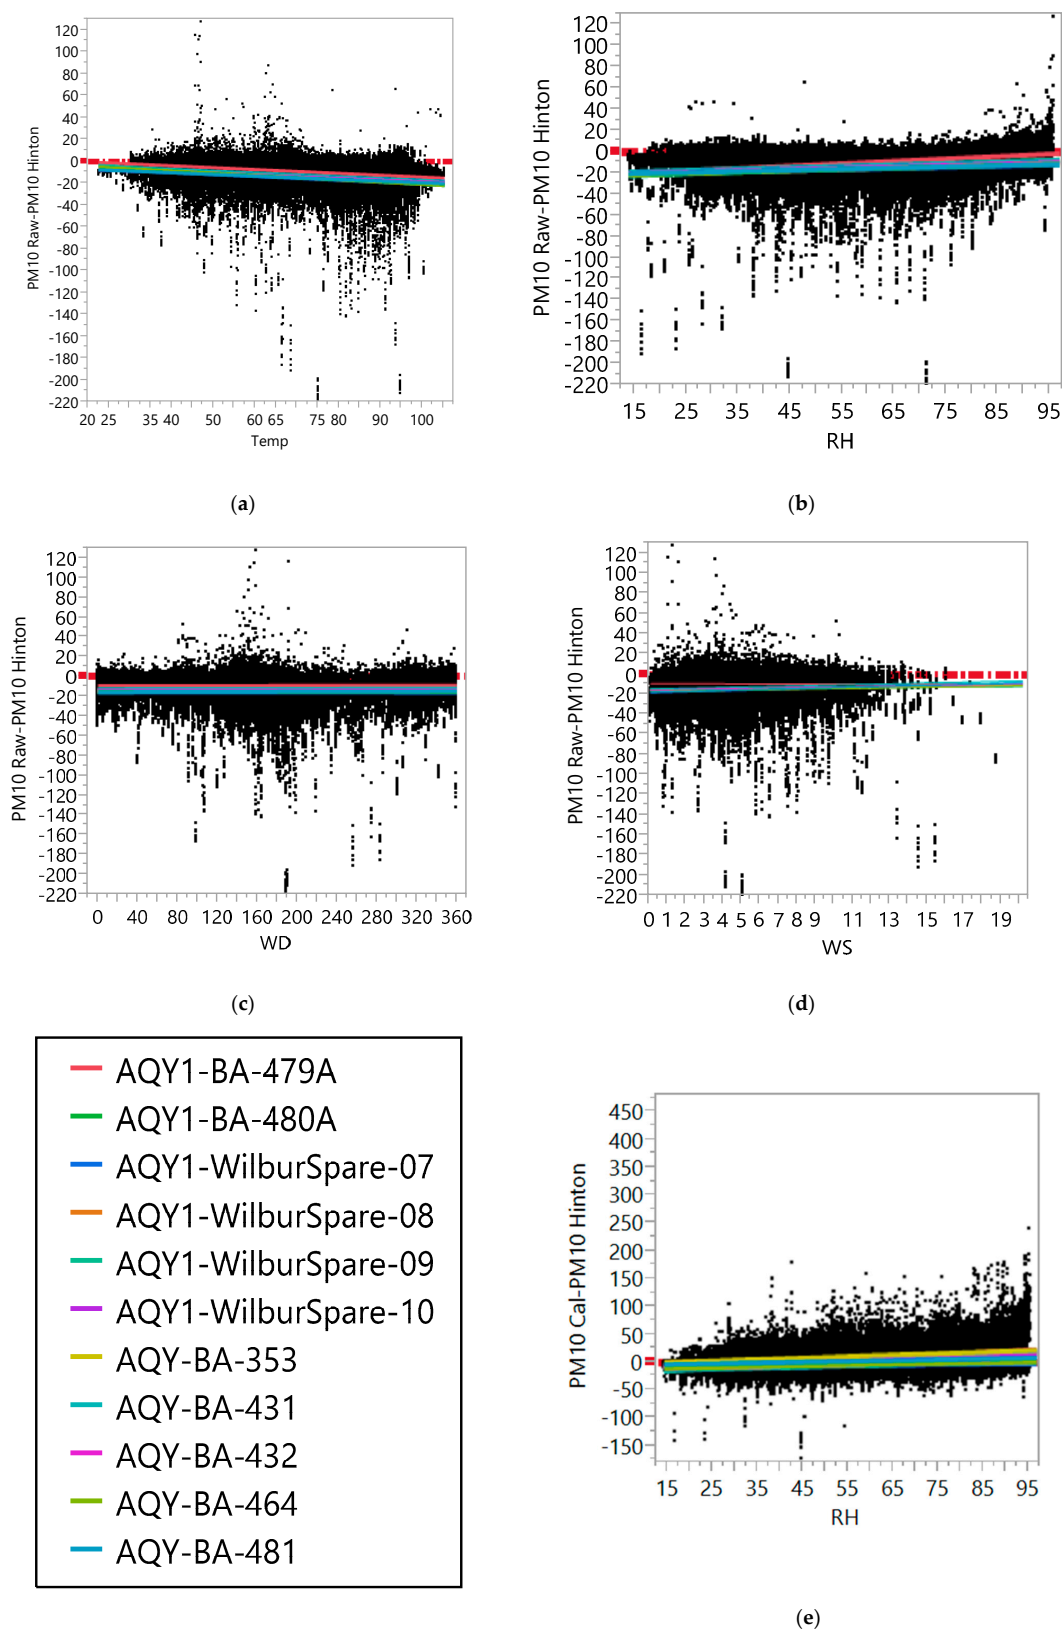 120
100
80
60
40
20
0
-20
-40
-60
-80
-100
-120
-140
-160
-180
-200
-220
PM10 Raw-PM10 Hinton
20 25 35 40 50 60 65 75 80 90 100
Temp
(a)
120
100
80
60
40
20
0
-20
-40
-60
-80
-100
-120
-140
-160
-180
-200
-220
PM10 Raw-PM10 Hinton
15 25 35 45 55 65 75 85 95
RH
(b)
120
100
80
60
40
20
0
-20
-40
-60
-80
-100
-120
-140
-160
-180
-200
-220
PM10 Raw-PM10 Hinton
0 40 80 120 160 200 240 280 320 360
WD
(c)
120
100
80
60
40
20
0
-20
-40
-60
-80
-100
-120
-140
-160
-180
-200
-220
PM10 Raw-PM10 Hinton
0 1 2 3 4 5 6 7 8 9 11 13 15 17 19
WS
(d)
AQY1-BA-479A
AQY1-BA-480A
AQY1-WilburSpare-07
AQY1-WilburSpare-08
AQY1-WilburSpare-09
AQY1-WilburSpare-10
AQY-BA-353
AQY-BA-431
AQY-BA-432
AQY-BA-464
AQY-BA-481
450
400
350
300
250
200
150
100
50
0
-50
-100
-150
PM10 Cal-PM10 Hinton
15 25 35 45 55 65 75 85 95
RH
(e)